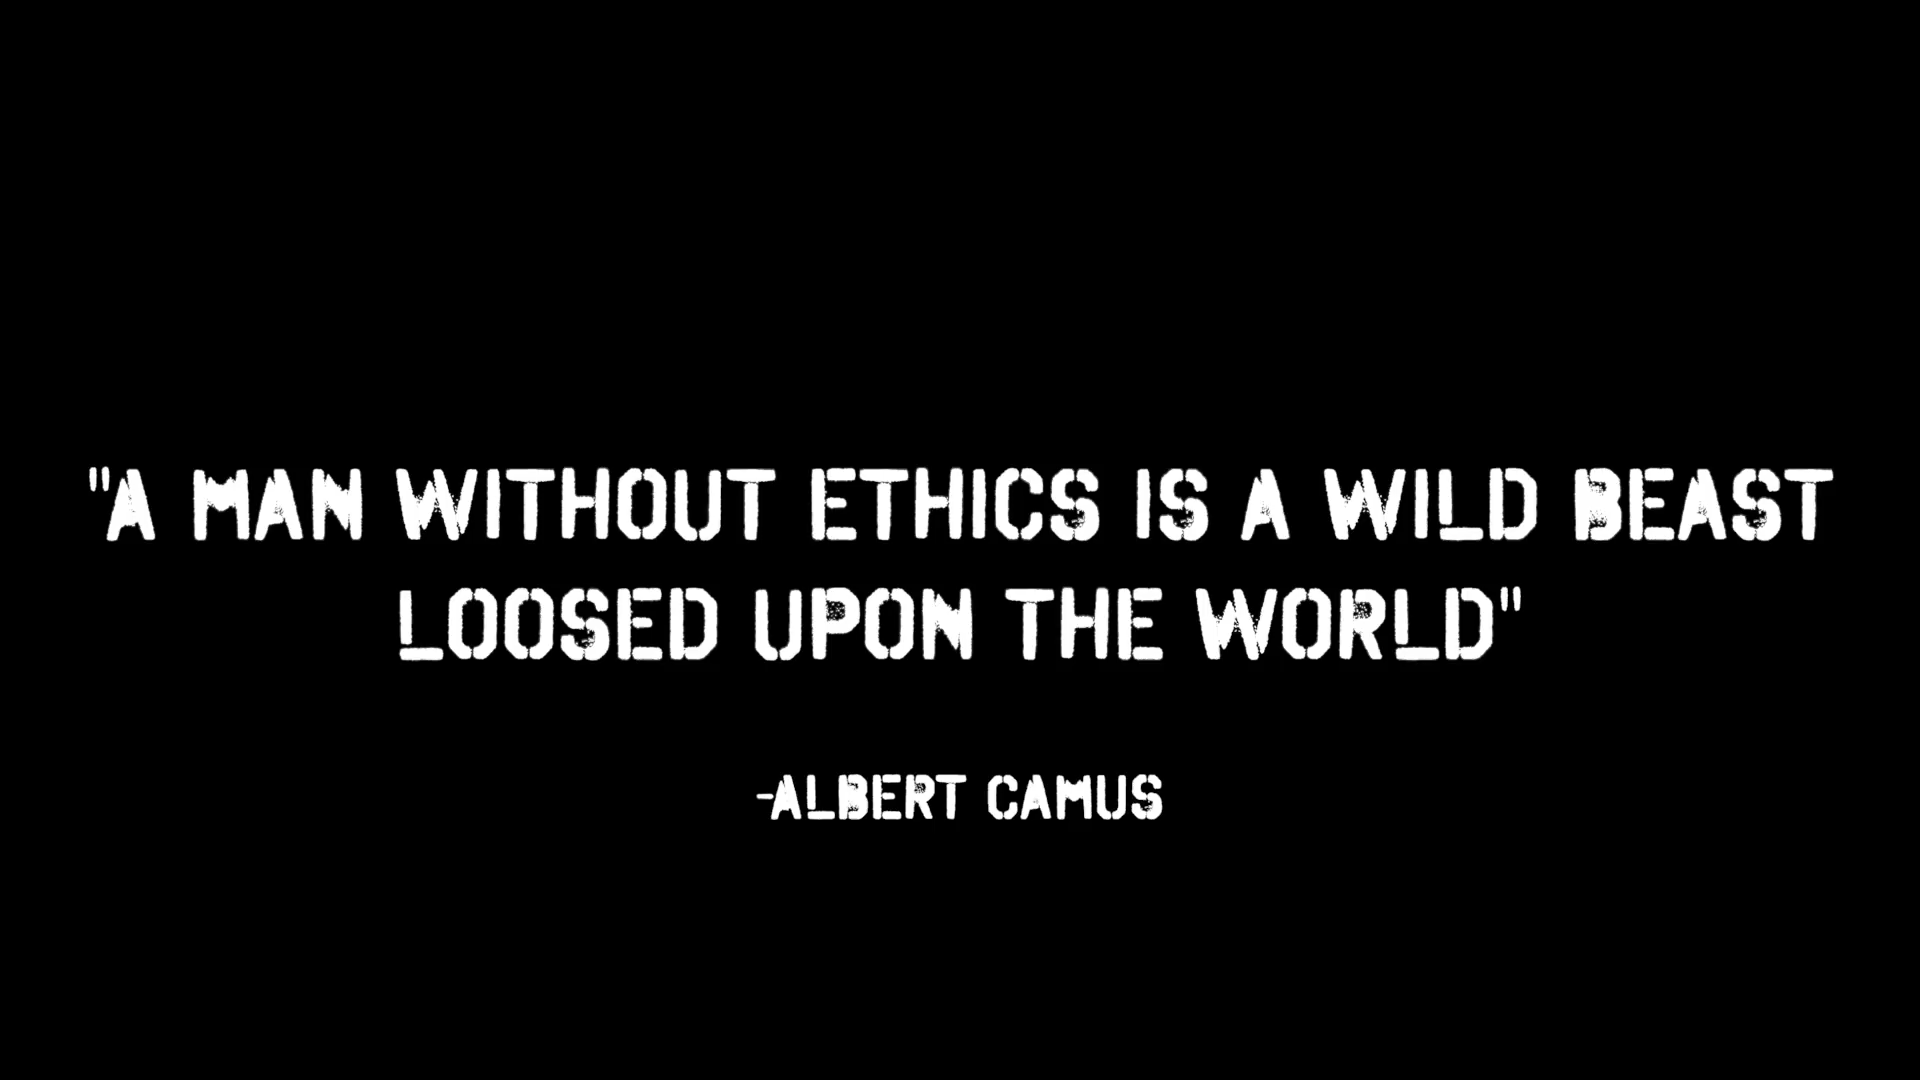 "A MAN WITHOUT ETHICS IS A WILD BEAST
LOOSED UPON THE WORLD"
-ALBERT CAMUS